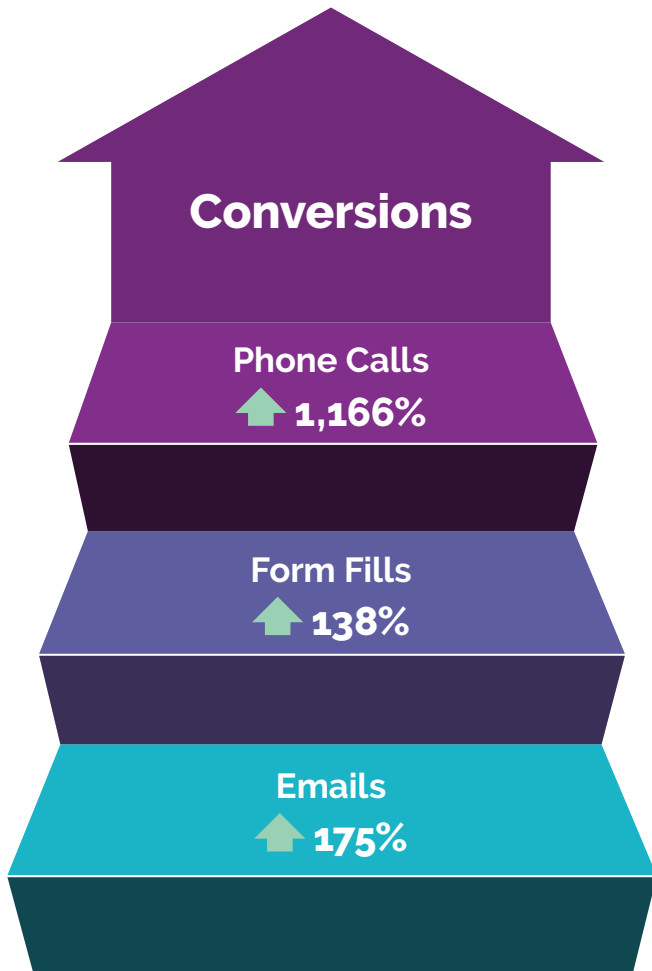 Conversions
Phone Calls
1,166%
Form Fills
138%
Emails
175%